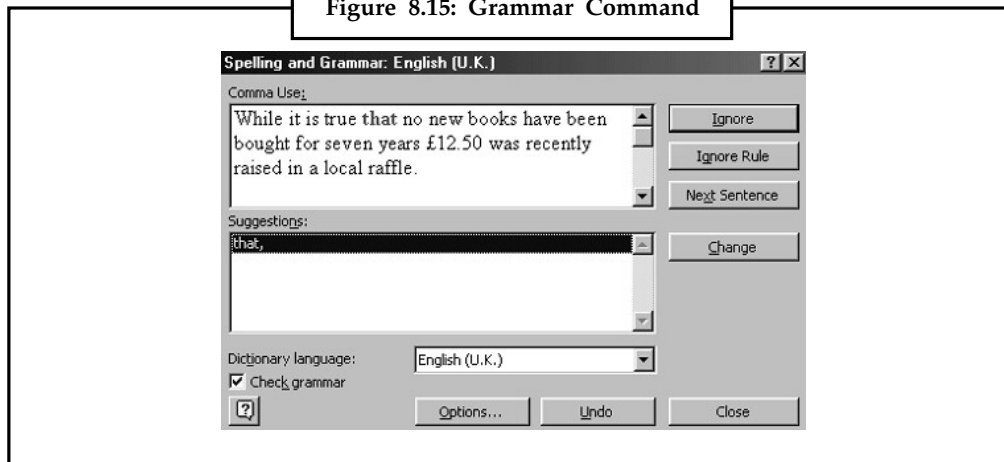 Figure 8.15: Grammar Command
Spelling and Grammar: English (U.K.)
Comma Use:
While it is true that no new books have been
bought for seven years £12.50 was recently
raised in a local raffle.
Ignore
Ignore Rule
Next Sentence
Suggestions:
that,
Change
Dictionary language:
English (U.K.)
Check grammar
Options...
Undo
Close